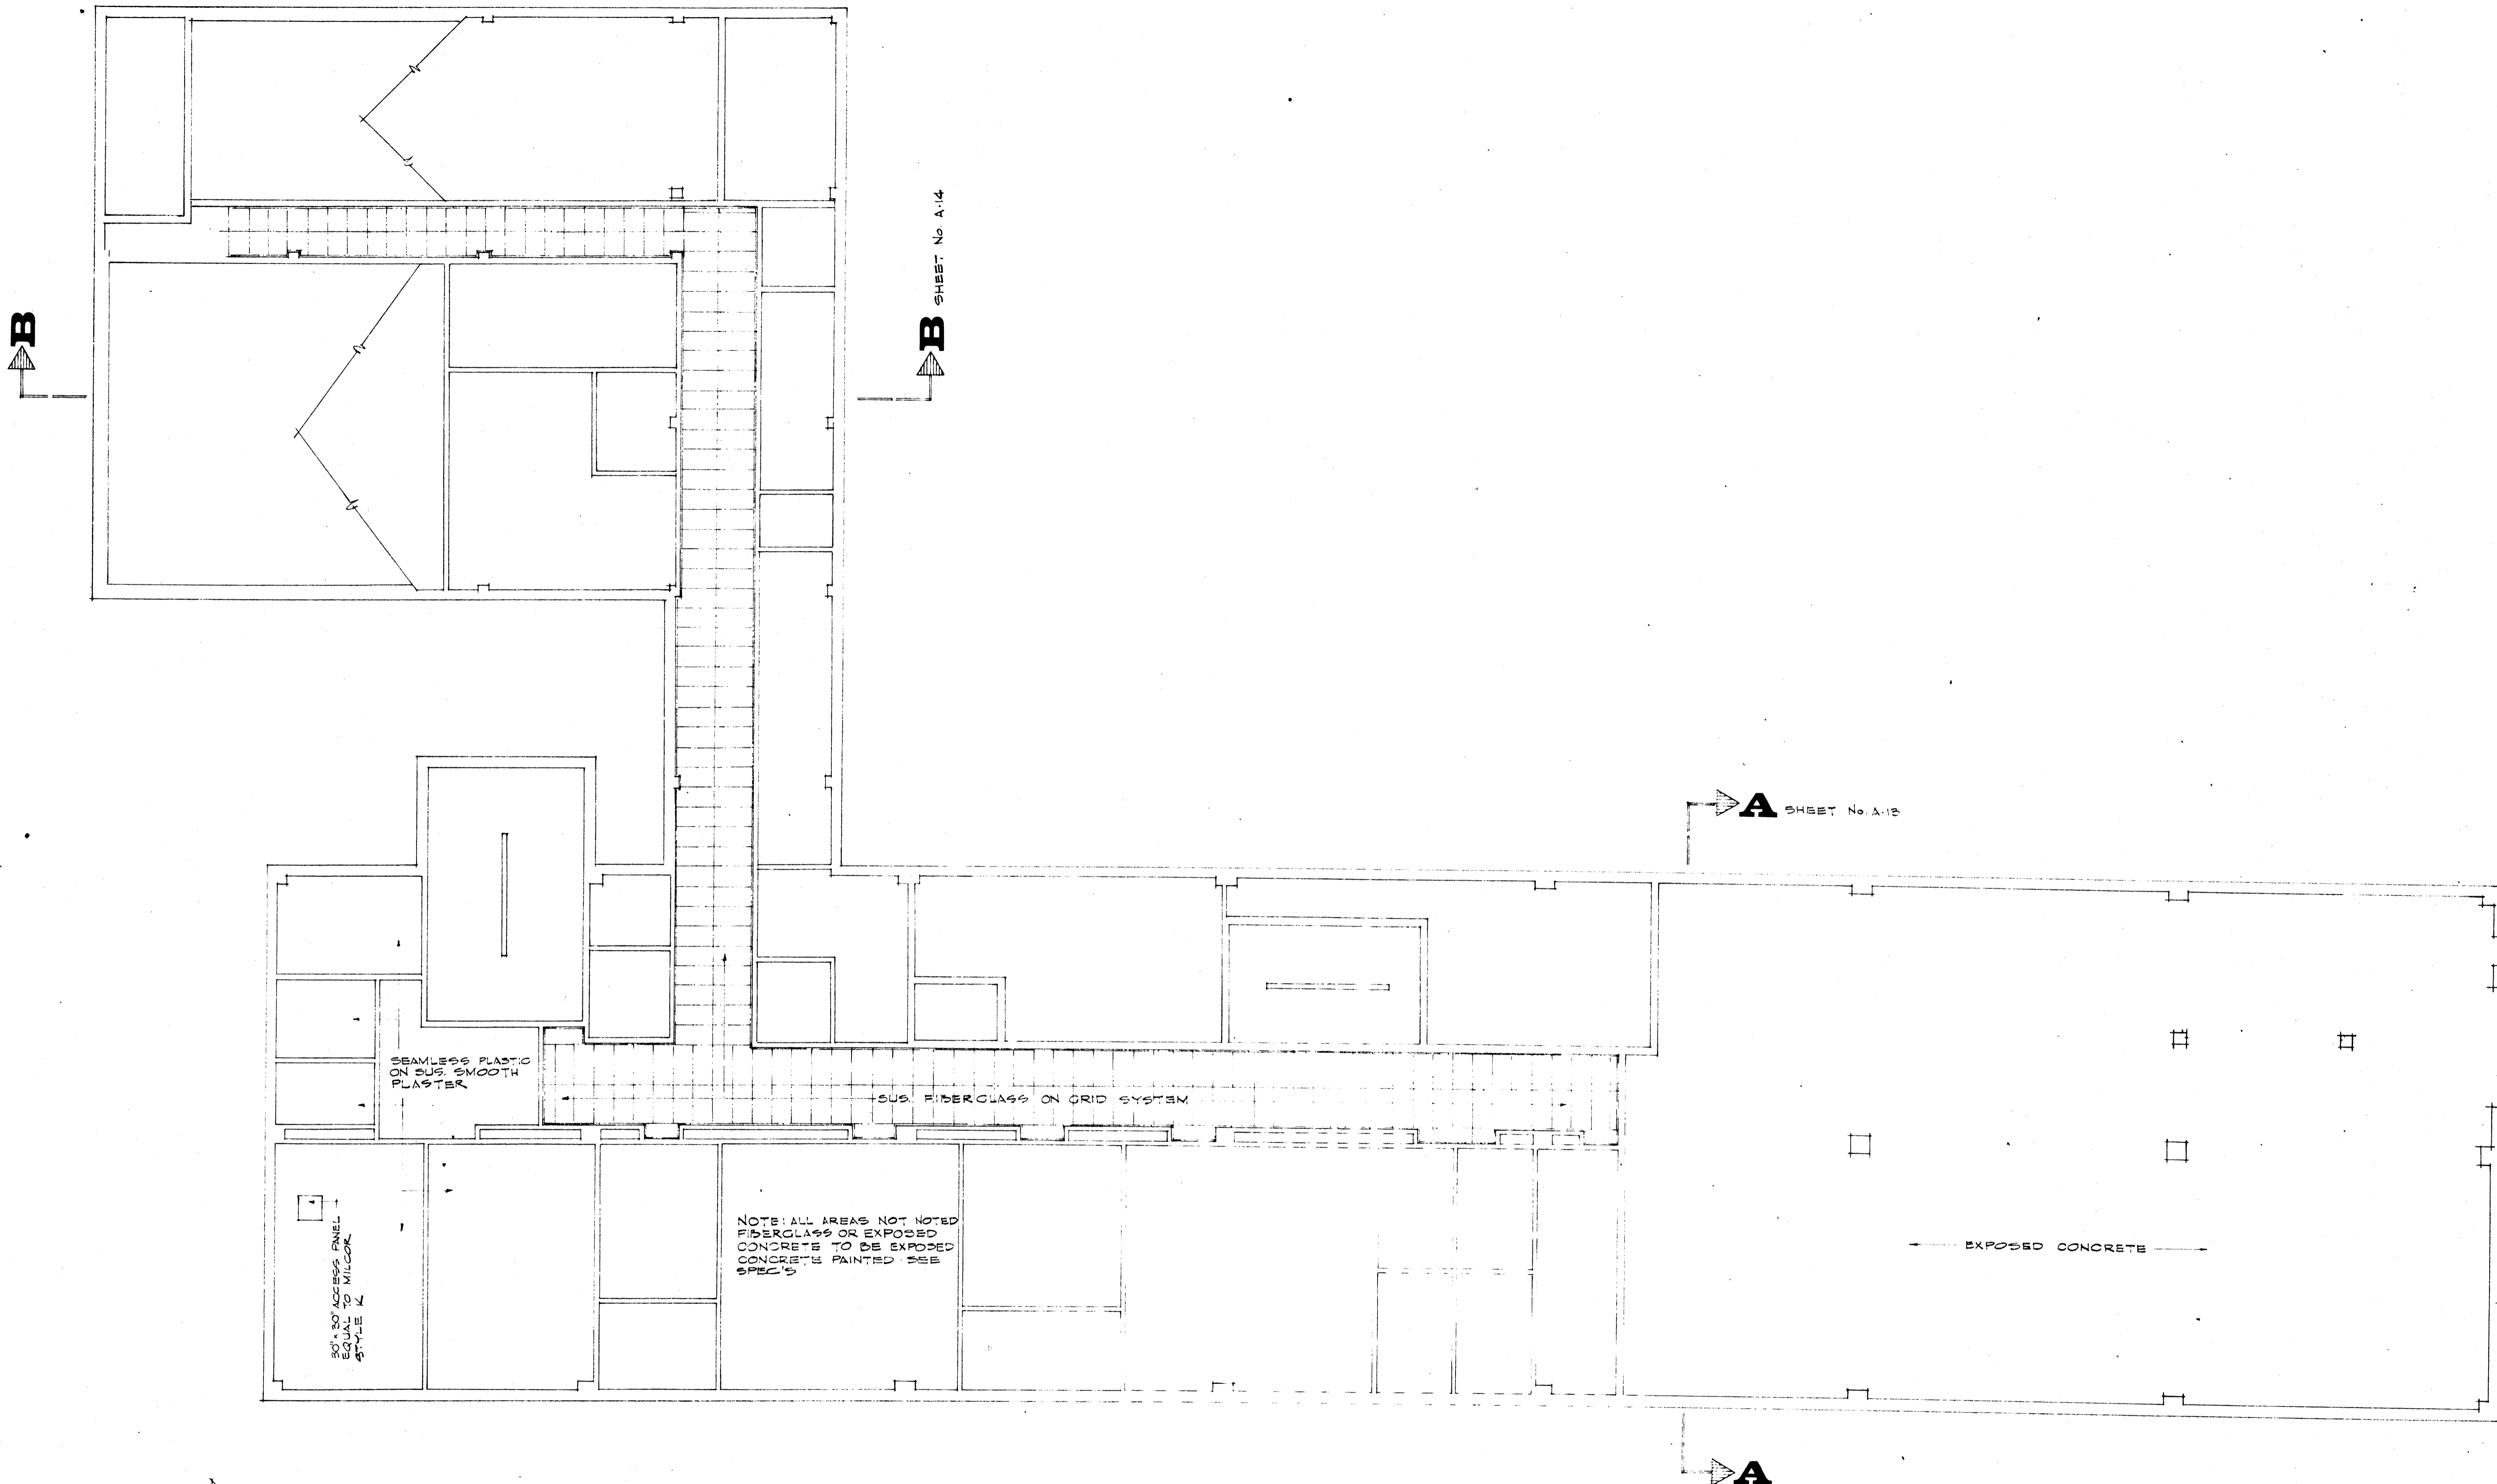 B
B SHEET No. A-14
A SHEET No. A-13
SEAMLESS PLASTIC
ON SUS. SMOOTH
PLASTER
SUS. FIBERGLASS ON GRID SYSTEM
30" x 30" ACCESS PANEL
EQUAL TO MILCOR
STYLE K
NOTE: ALL AREAS NOT NOTED
FIBERGLASS OR EXPOSED
CONCRETE TO BE EXPOSED
CONCRETE PAINTED SEE
SPEC'S
EXPOSED CONCRETE
A